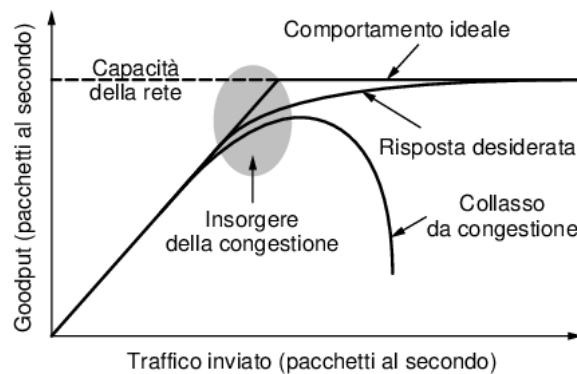 Comportamento ideale
Capacità
della rete
Risposta desiderata
Insorgere
della congestione
Collasso
da congestione
Goodput (pacchetti al secondo)
Traffico inviato (pacchetti al secondo)